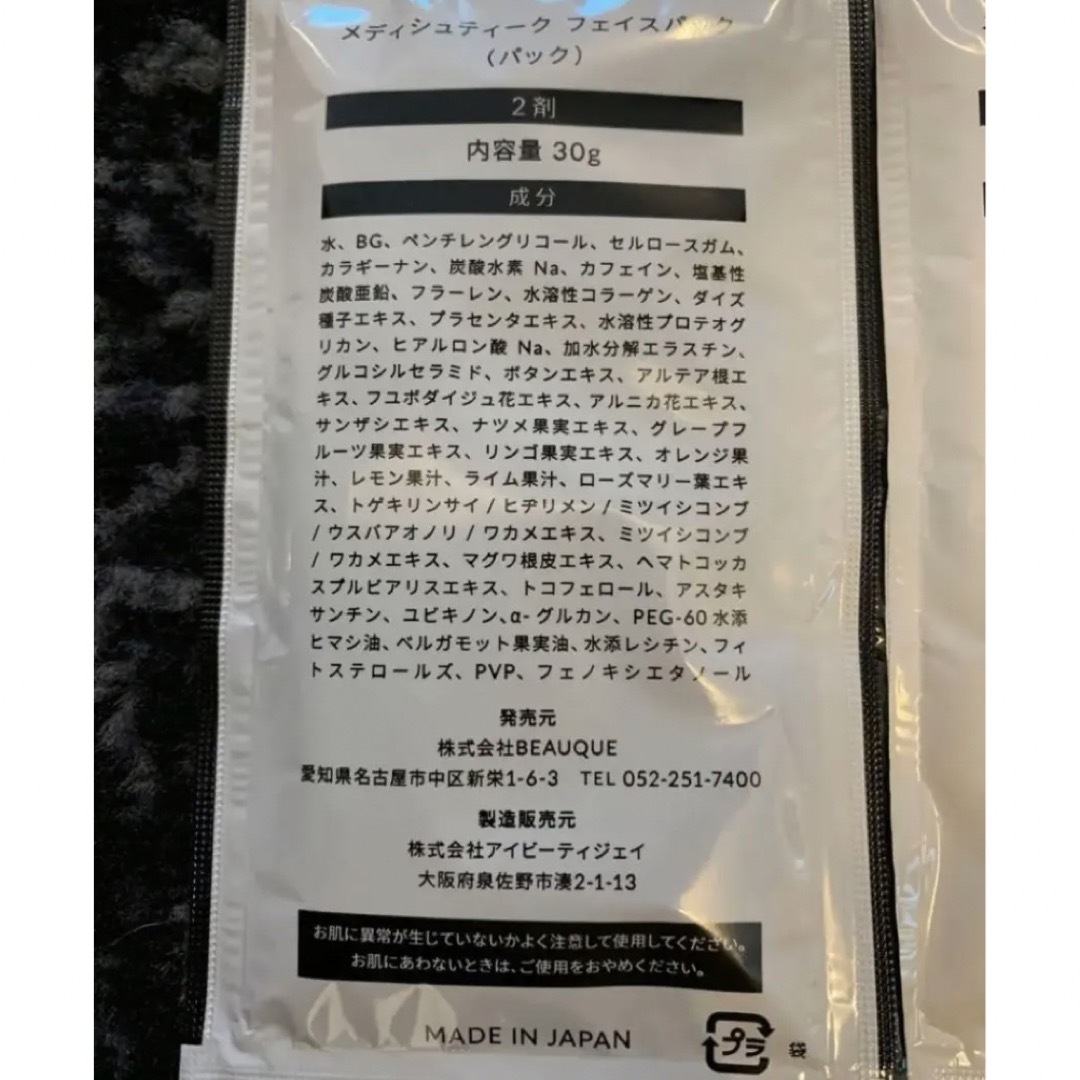 メディシュティーク フェイスパック
(パック)
2剤
内容量 30g
成分
水、BG、ペンチレングリコール、セルロースガム、
カラギーナン、炭酸水素 Na、カフェイン、塩基性
炭酸亜鉛、フラーレン、水溶性コラーゲン、ダイズ
種子エキス、プラセンタエキス、水溶性プロテオグ
リカン、ヒアルロン酸 Na、加水分解エラスチン、
グルコシルセラミド、ボタンエキス、アルテア根エ
キス、フユボダイジュ花エキス、アルニカ花エキス、
サンザシエキス、ナツメ果実エキス、グレープフ
ルーツ果実エキス、リンゴ果実エキス、オレンジ果
汁、レモン果汁、ライム果汁、ローズマリー葉エキ
ス、トゲキリンサイ / ヒヂリメン / ミツイシコンブ
/ ウスバアオノリ / ワカメエキス、ミツイシコンブ
/ ワカメエキス、マグワ根皮エキス、ヘマトコッカ
スプルビアリスエキス、トコフェロール、アスタキ
サンチン、ユビキノン、α- グルカン、PEG-60 水添
ヒマシ油、ベルガモット果実油、水添レシチン、フィ
トステロールズ、PVP、フェノキシエタノール
発売元
株式会社BEAUQUE
愛知県名古屋市中区新栄1-6-3 TEL 052-251-7400
製造販売元
株式会社アイビーティジェイ
大阪府泉佐野市湊2-1-13
お肌に異常が生じていないかよく注意して使用してください。
お肌にあわないときは、ご使用をおやめください。
MADE IN JAPAN
プラ 袋